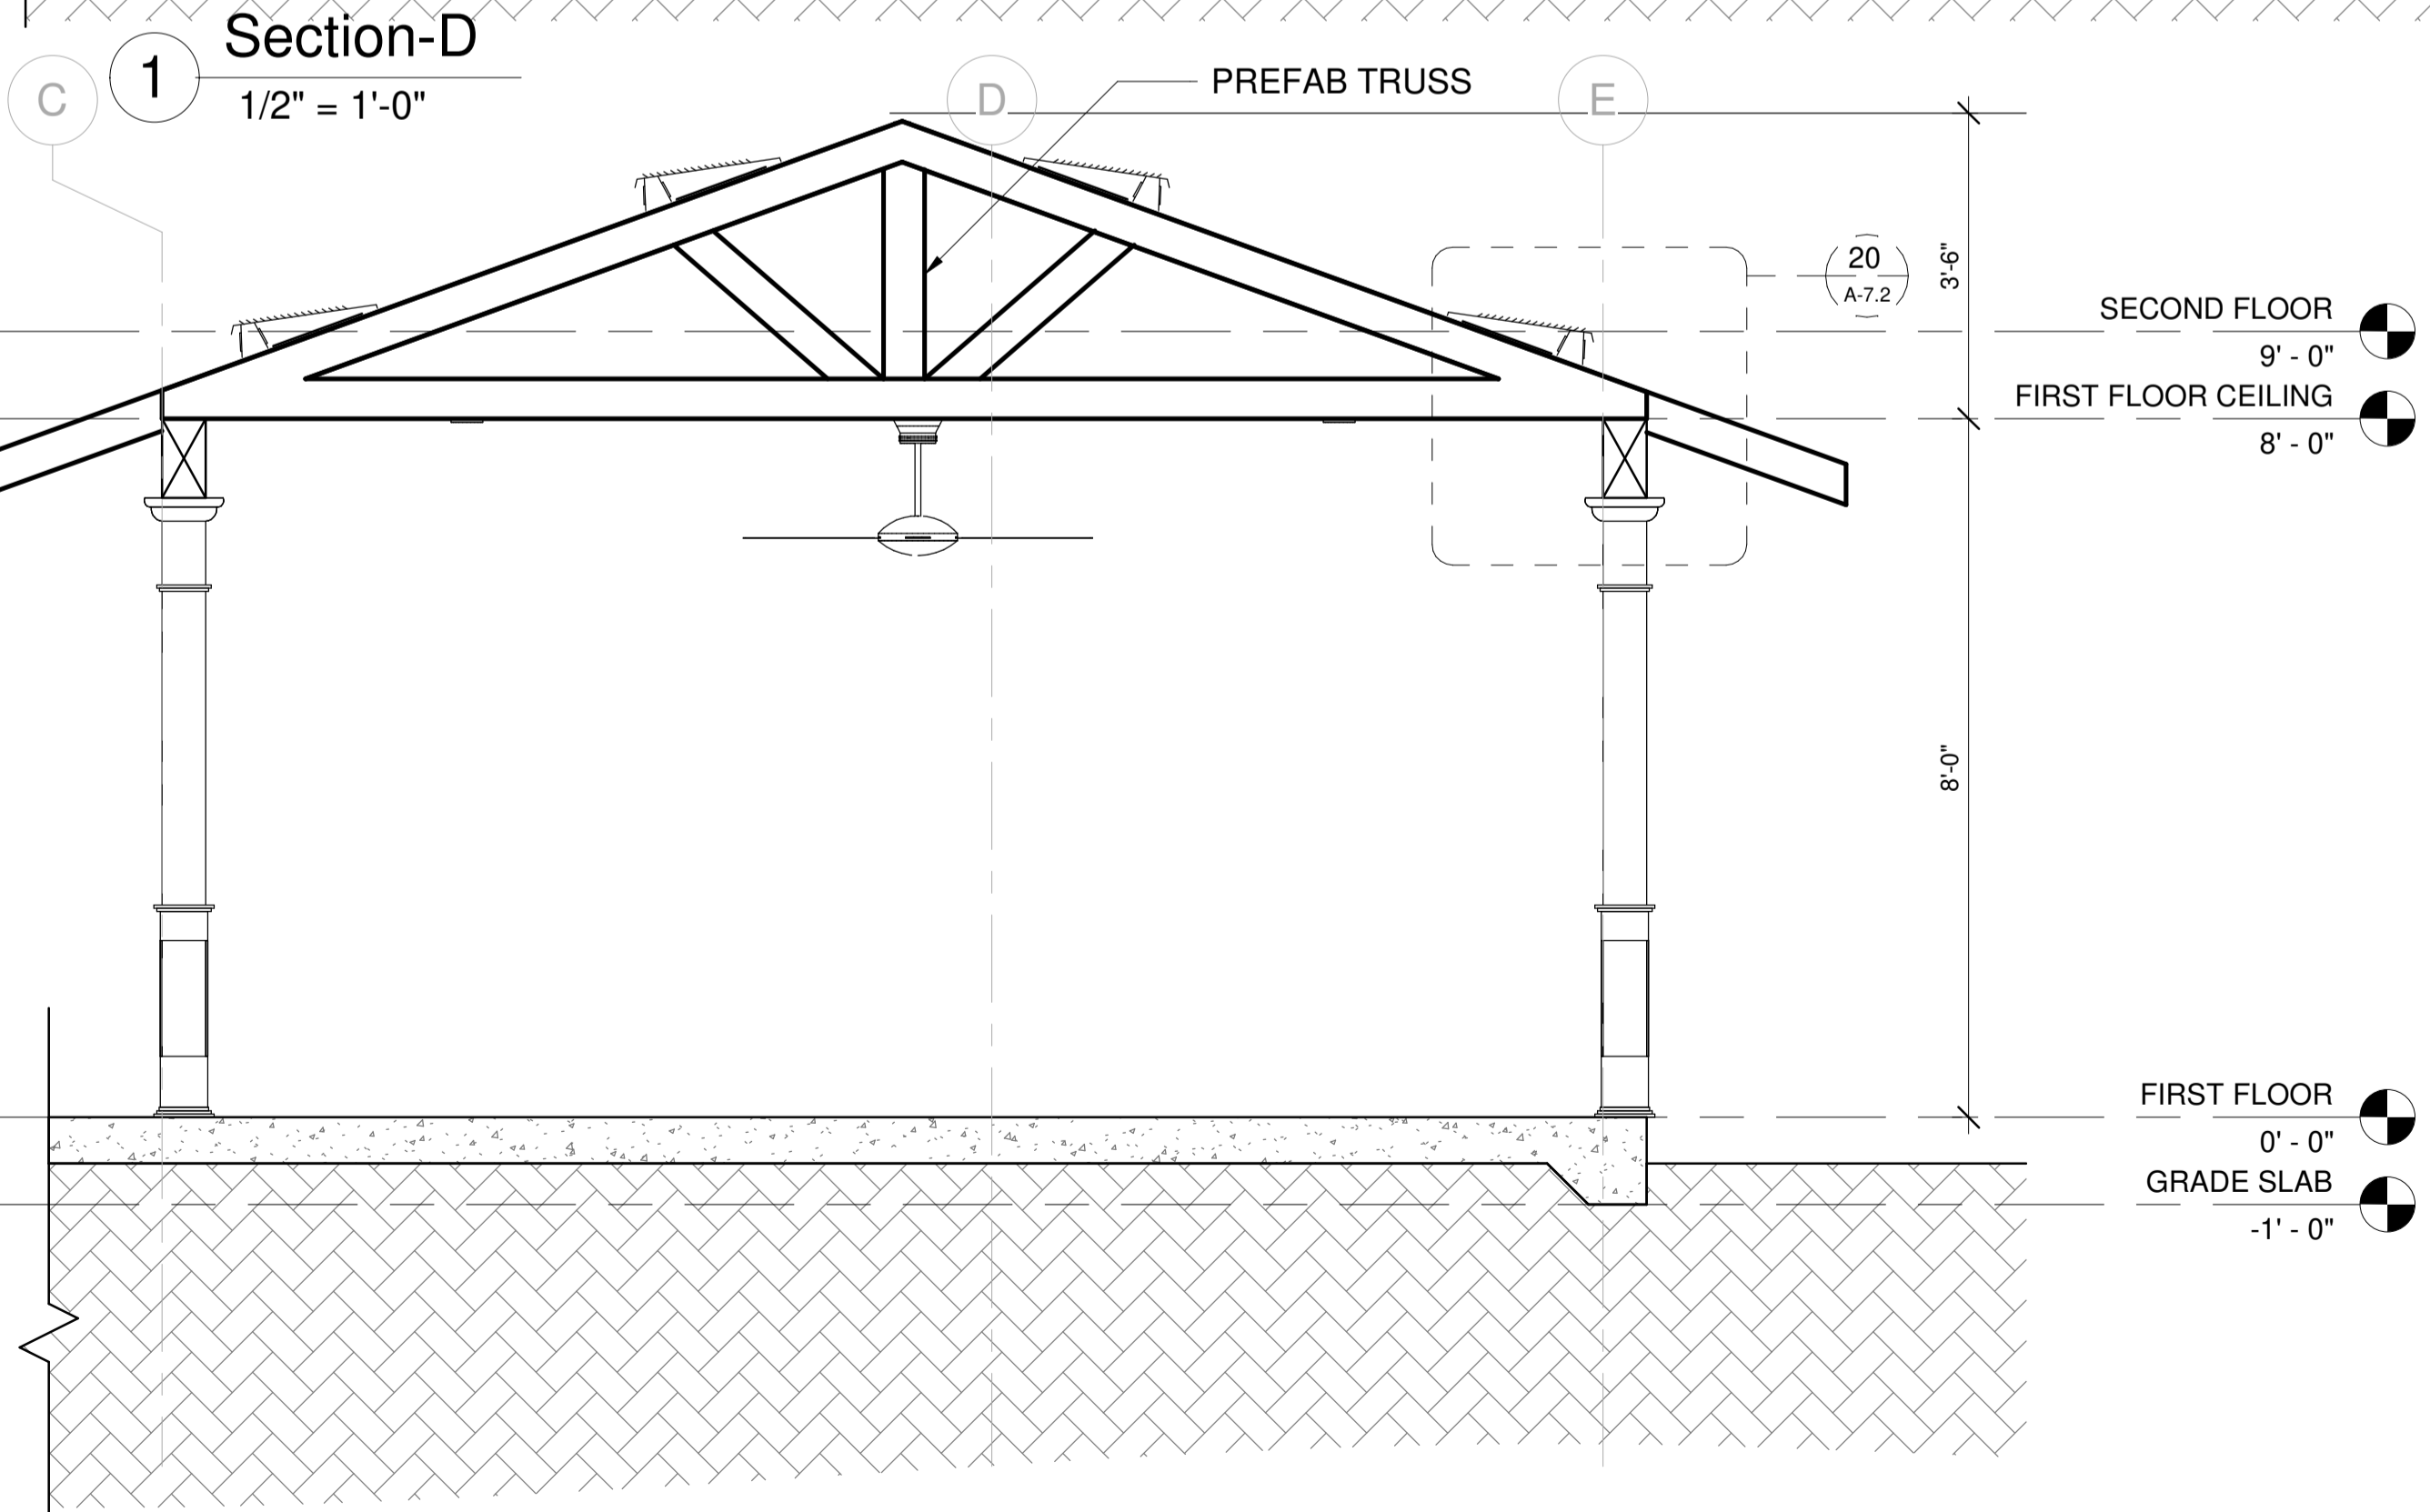 Section-D
1
1/2" = 1'-0"
C
D
E
PREFAB TRUSS
20
A-7.2
3'-6"
SECOND FLOOR
9' - 0"
FIRST FLOOR CEILING
8' - 0"
8'-0"
FIRST FLOOR
0' - 0"
GRADE SLAB
-1' - 0"